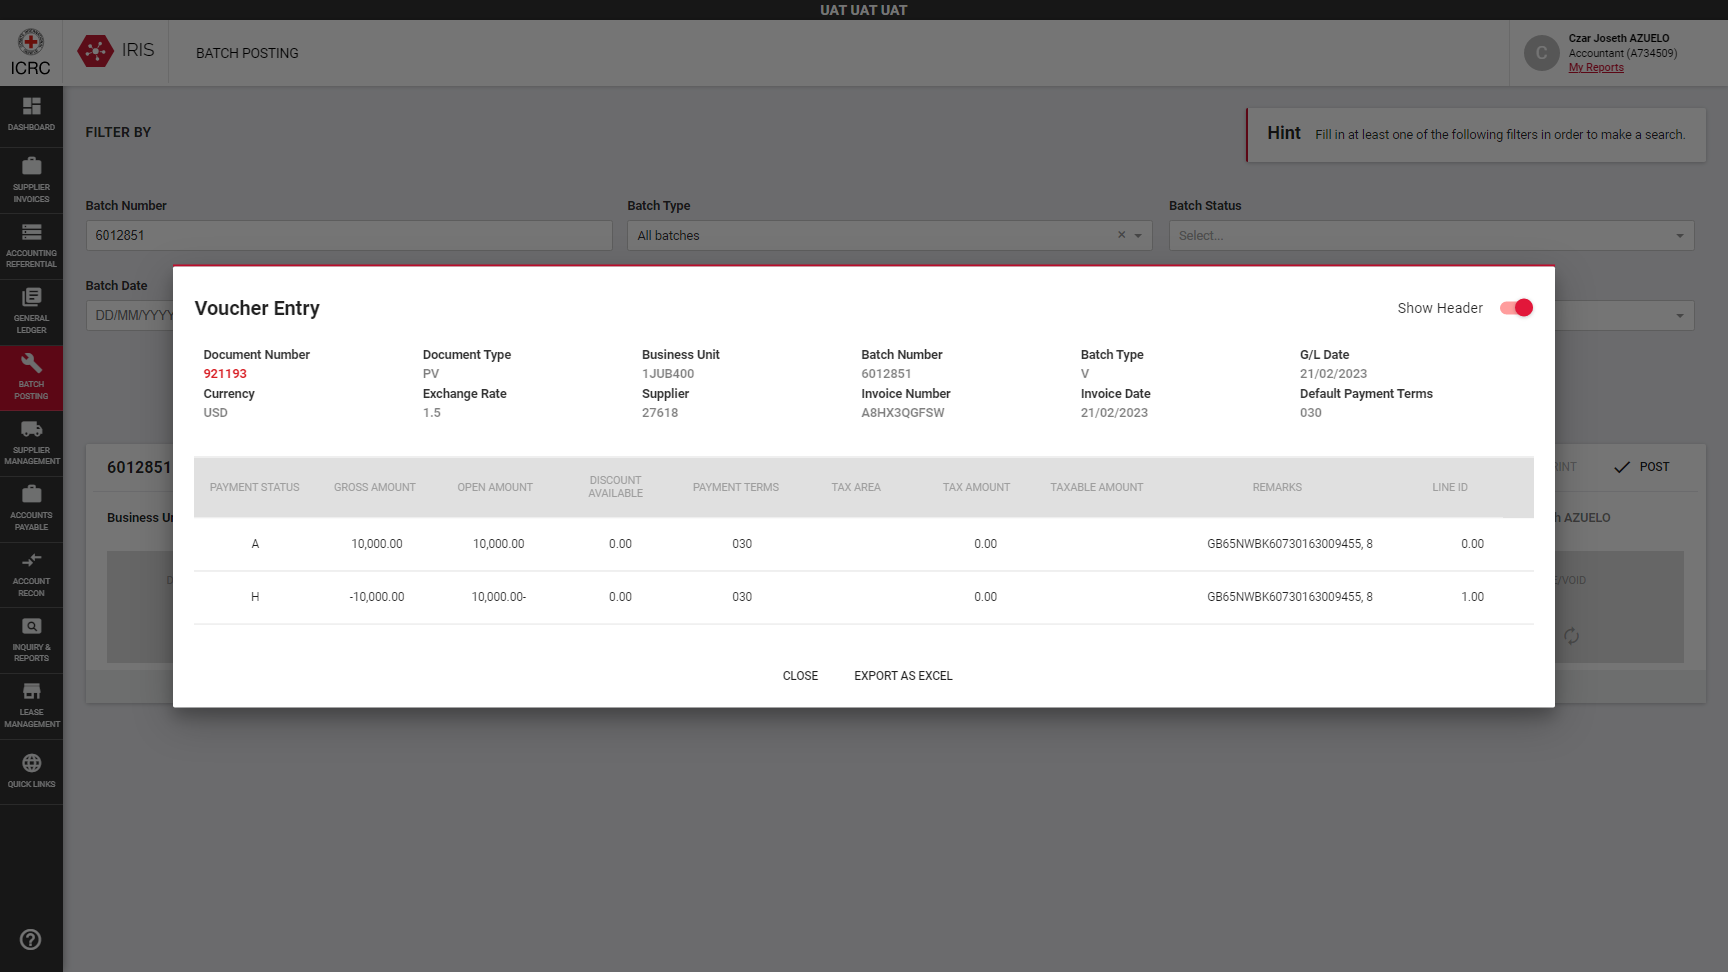 UAT UAT UAT
ICRC
IRIS
BATCH POSTING
C
Czar Joseth AZUELO
Accountant (A734509)
My Reports
DASHBOARD
SUPPLIER
INVOICES
ACCOUNTING
REFERENTIAL
GENERAL
LEDGER
BATCH
POSTING
SUPPLIER
MANAGEMENT
ACCOUNTS
PAYABLE
ACCOUNT
RECON
INQUIRY &
REPORTS
LEASE
MANAGEMENT
QUICK LINKS
FILTER BY
Hint Fill in at least one of the following filters in order to make a search.
Batch Number Batch Type Batch Status
6012851 All batches × Select...
Batch Date
DD/MM/YYYY
Voucher Entry Show Header
Document Number Document Type Business Unit Batch Number Batch Type G/L Date
921193 PV 1JUB400 6012851 V 21/02/2023
Currency Exchange Rate Supplier Invoice Number Invoice Date Default Payment Terms
USD 1.5 27618 A8HX3QGFSW 21/02/2023 030
6012851 POST
PAYMENT STATUS GROSS AMOUNT OPEN AMOUNT DISCOUNT AVAILABLE PAYMENT TERMS TAX AREA TAX AMOUNT TAXABLE AMOUNT REMARKS LINE ID
Business AZUELO
A 10,000.00 10,000.00 0.00 030 0.00 GB65NWBK60730163009455, 8 0.00
/VOID
H -10,000.00 10,000.00- 0.00 030 0.00 GB65NWBK60730163009455, 8 1.00
CLOSE EXPORT AS EXCEL